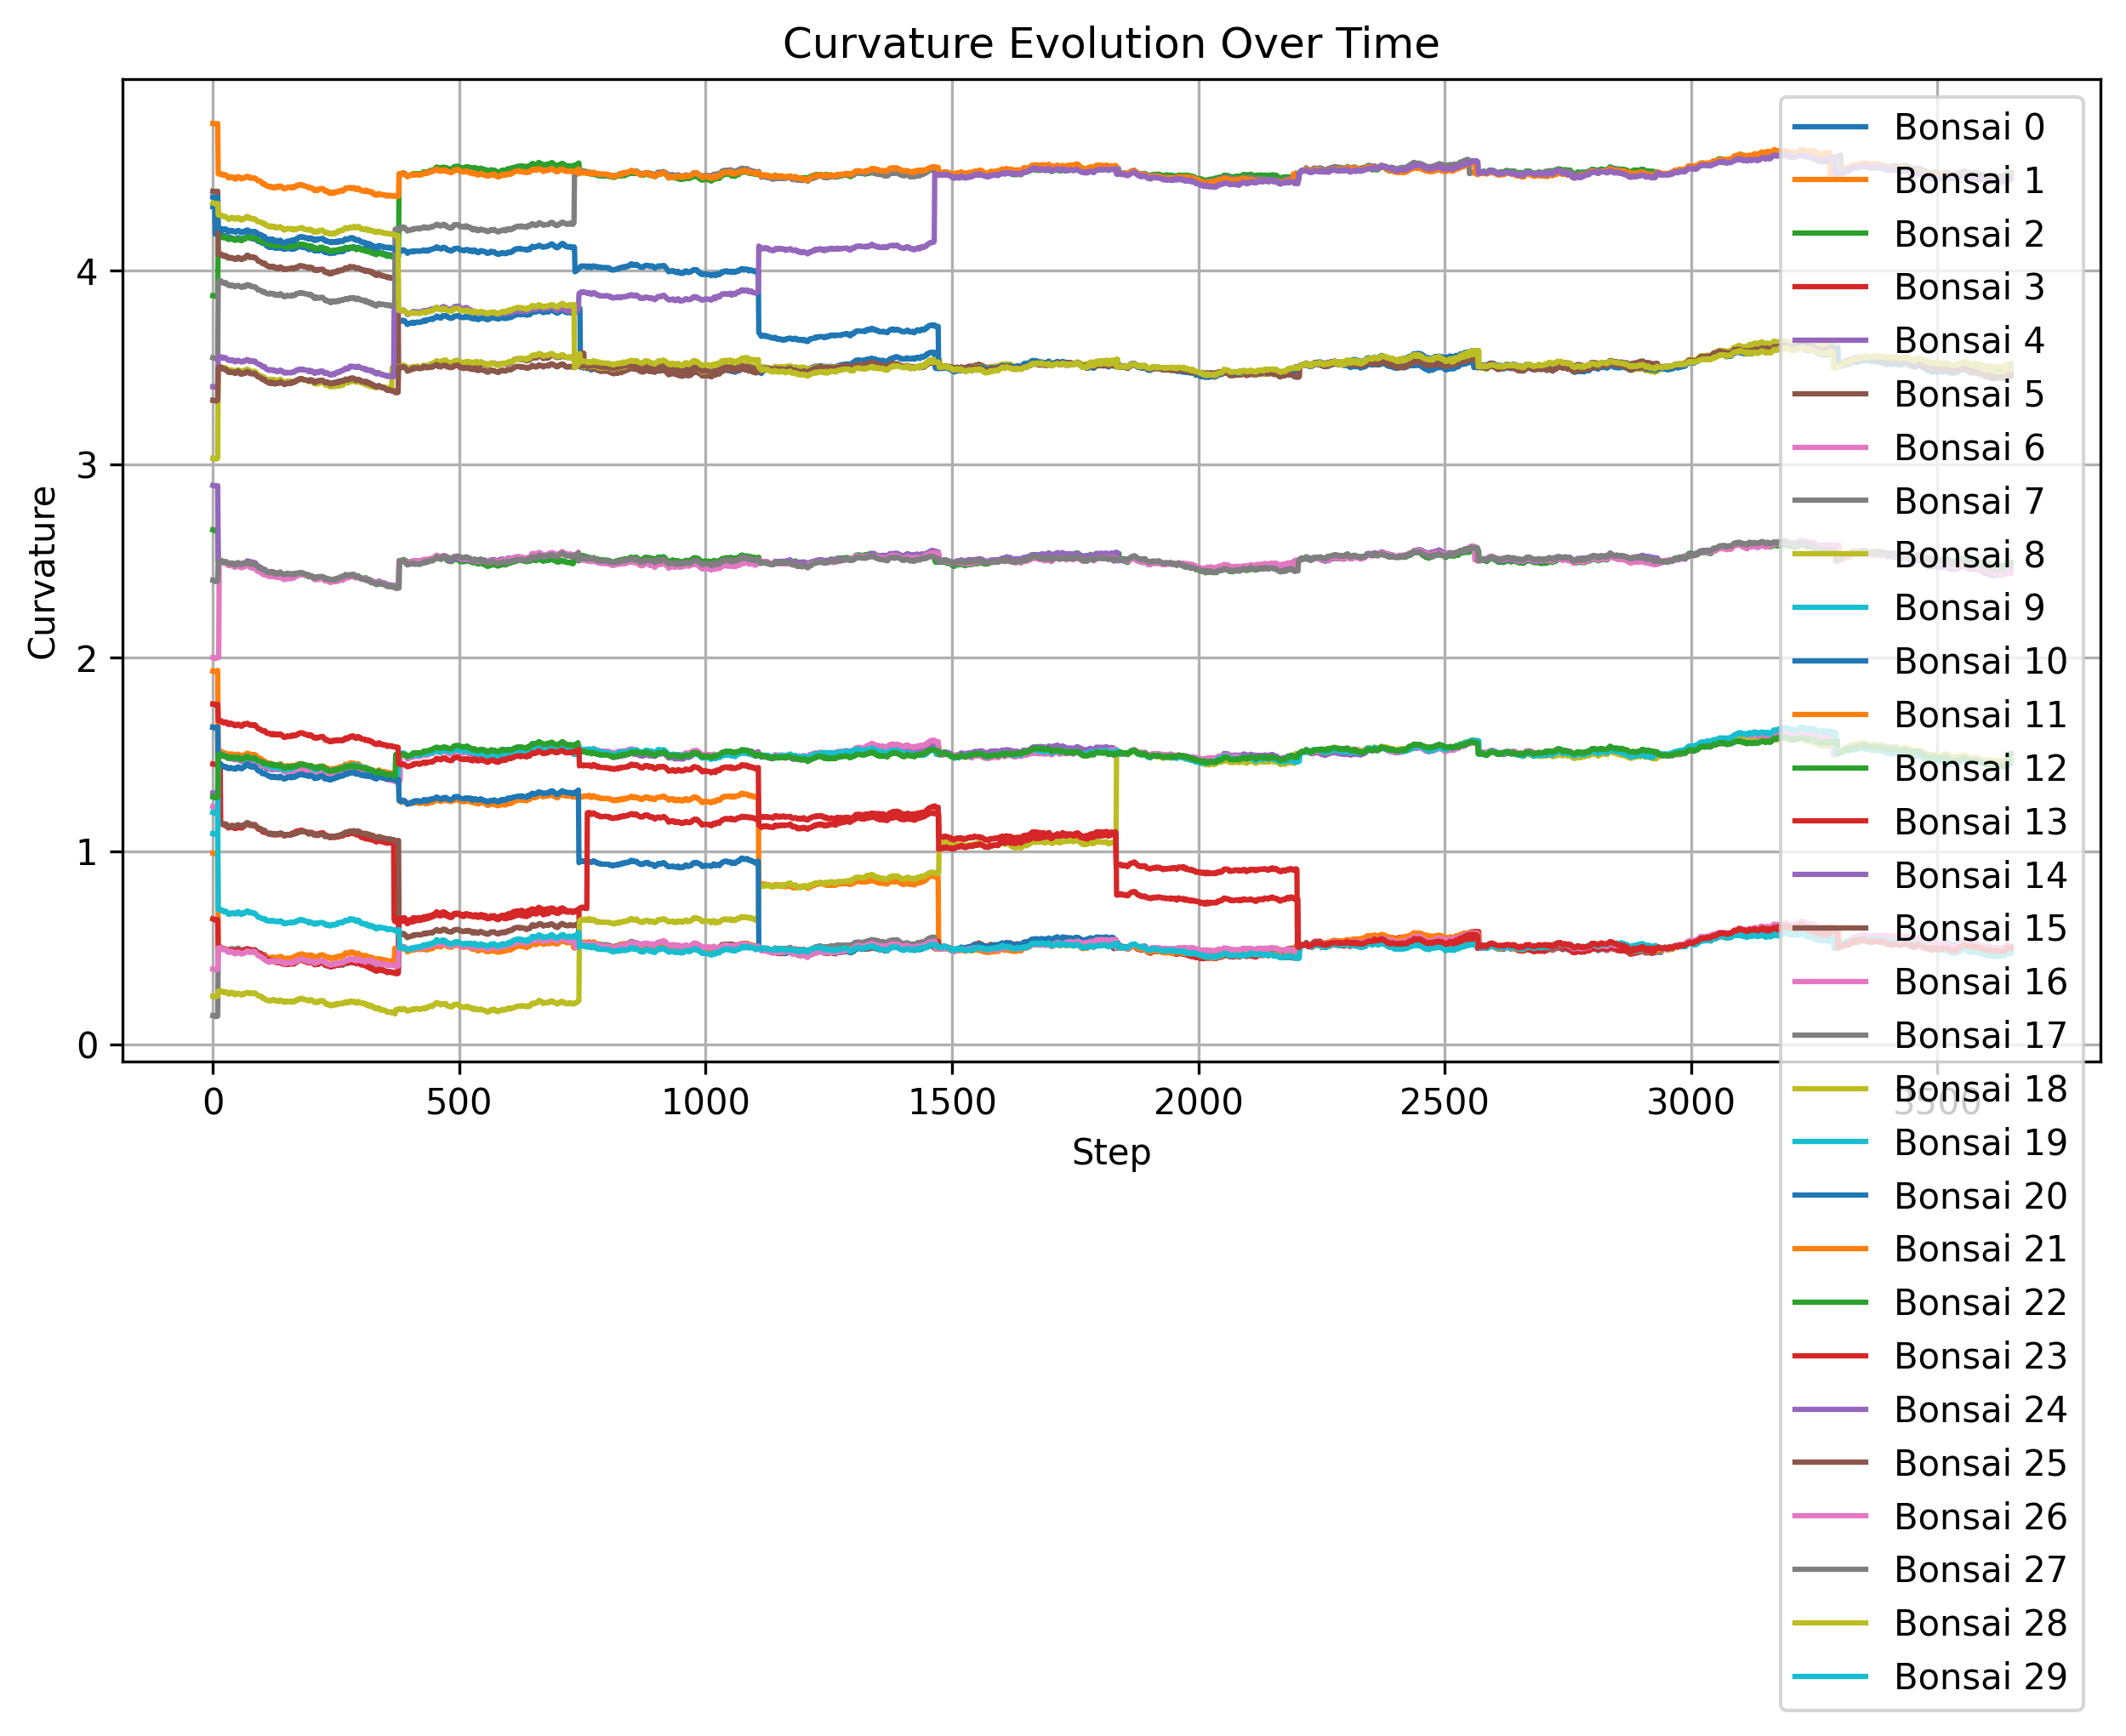 Curvature Evolution Over Time
Curvature
4
3
2
1
0
0
500
1000
1500
2000
2500
3000
3500
Step
Bonsai 0
Bonsai 1
Bonsai 2
Bonsai 3
Bonsai 4
Bonsai 5
Bonsai 6
Bonsai 7
Bonsai 8
Bonsai 9
Bonsai 10
Bonsai 11
Bonsai 12
Bonsai 13
Bonsai 14
Bonsai 15
Bonsai 16
Bonsai 17
Bonsai 18
Bonsai 19
Bonsai 20
Bonsai 21
Bonsai 22
Bonsai 23
Bonsai 24
Bonsai 25
Bonsai 26
Bonsai 27
Bonsai 28
Bonsai 29